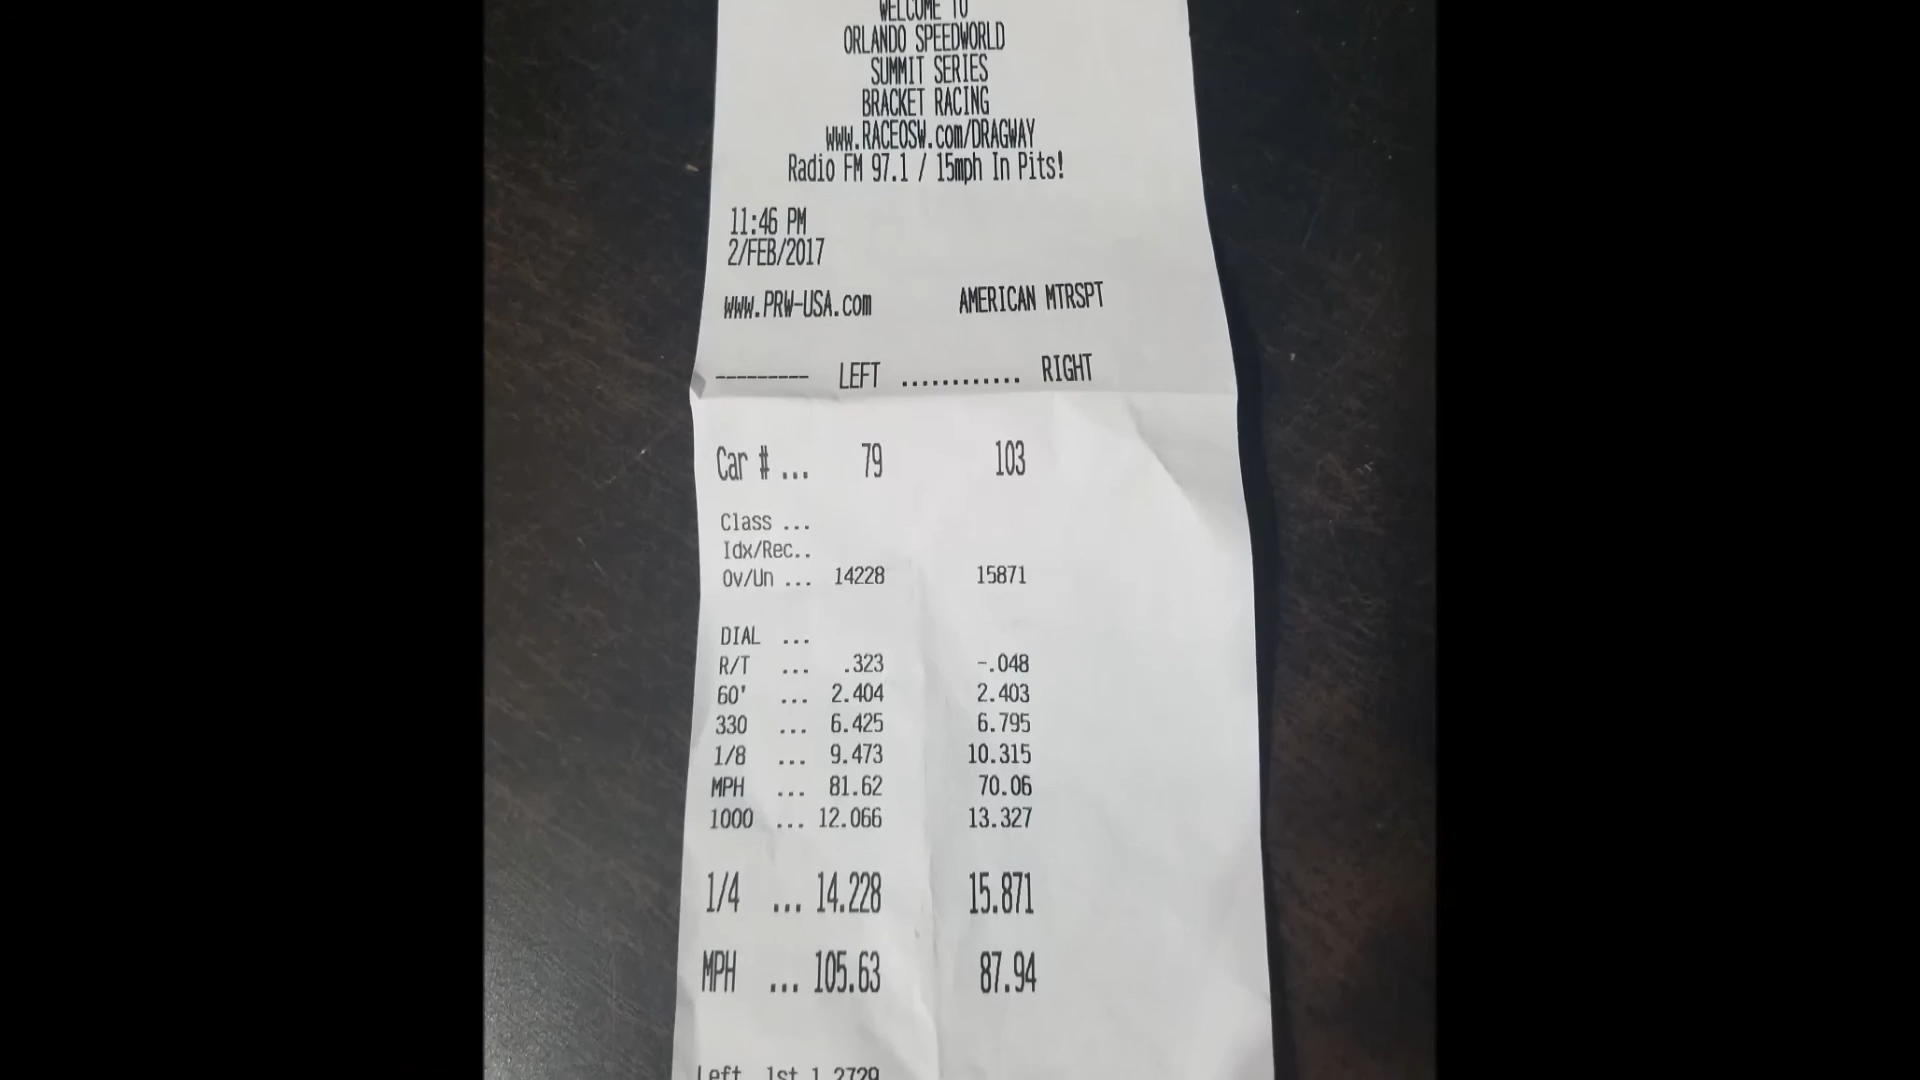 WELCOME TO
ORLANDO SPEEDWORLD
SUMMIT SERIES
BRACKET RACING
www.RACEOSW.com/DRAGWAY
Radio FM 97.1 / 15mph In Pits!
11:46 PM
2/FEB/2017
www.PRW-USA.com AMERICAN MTRSPT
--------- LEFT ............ RIGHT
Car # ... 79 103
Class ...
Idx/Rec..
Ov/Un ... 14228 15871
DIAL ...
R/T ... .323 -.048
60' ... 2.404 2.403
330 ... 6.425 6.795
1/8 ... 9.473 10.315
MPH ... 81.62 70.06
1000 ... 12.066 13.327
1/4 ... 14.228 15.871
MPH ... 105.63 87.94
Left 1st 1.2729